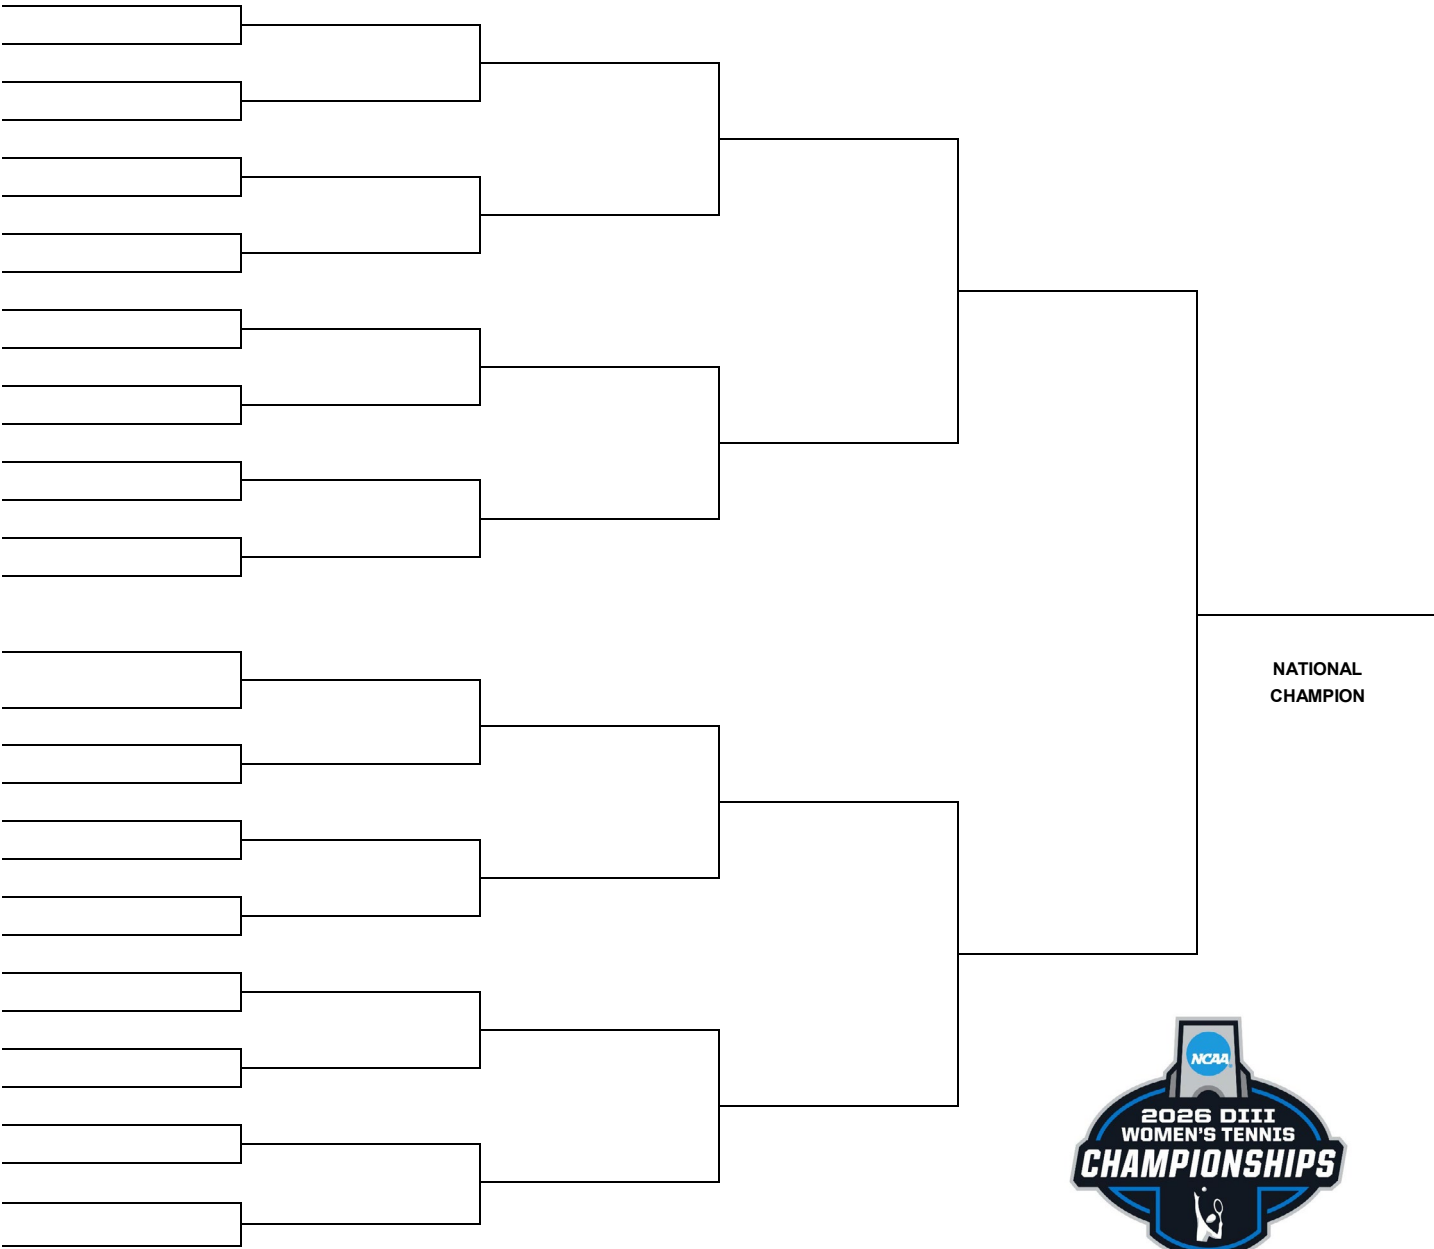 NATIONAL
CHAMPION
NCAA
2026 DIII
WOMEN'S TENNIS
CHAMPIONSHIPS